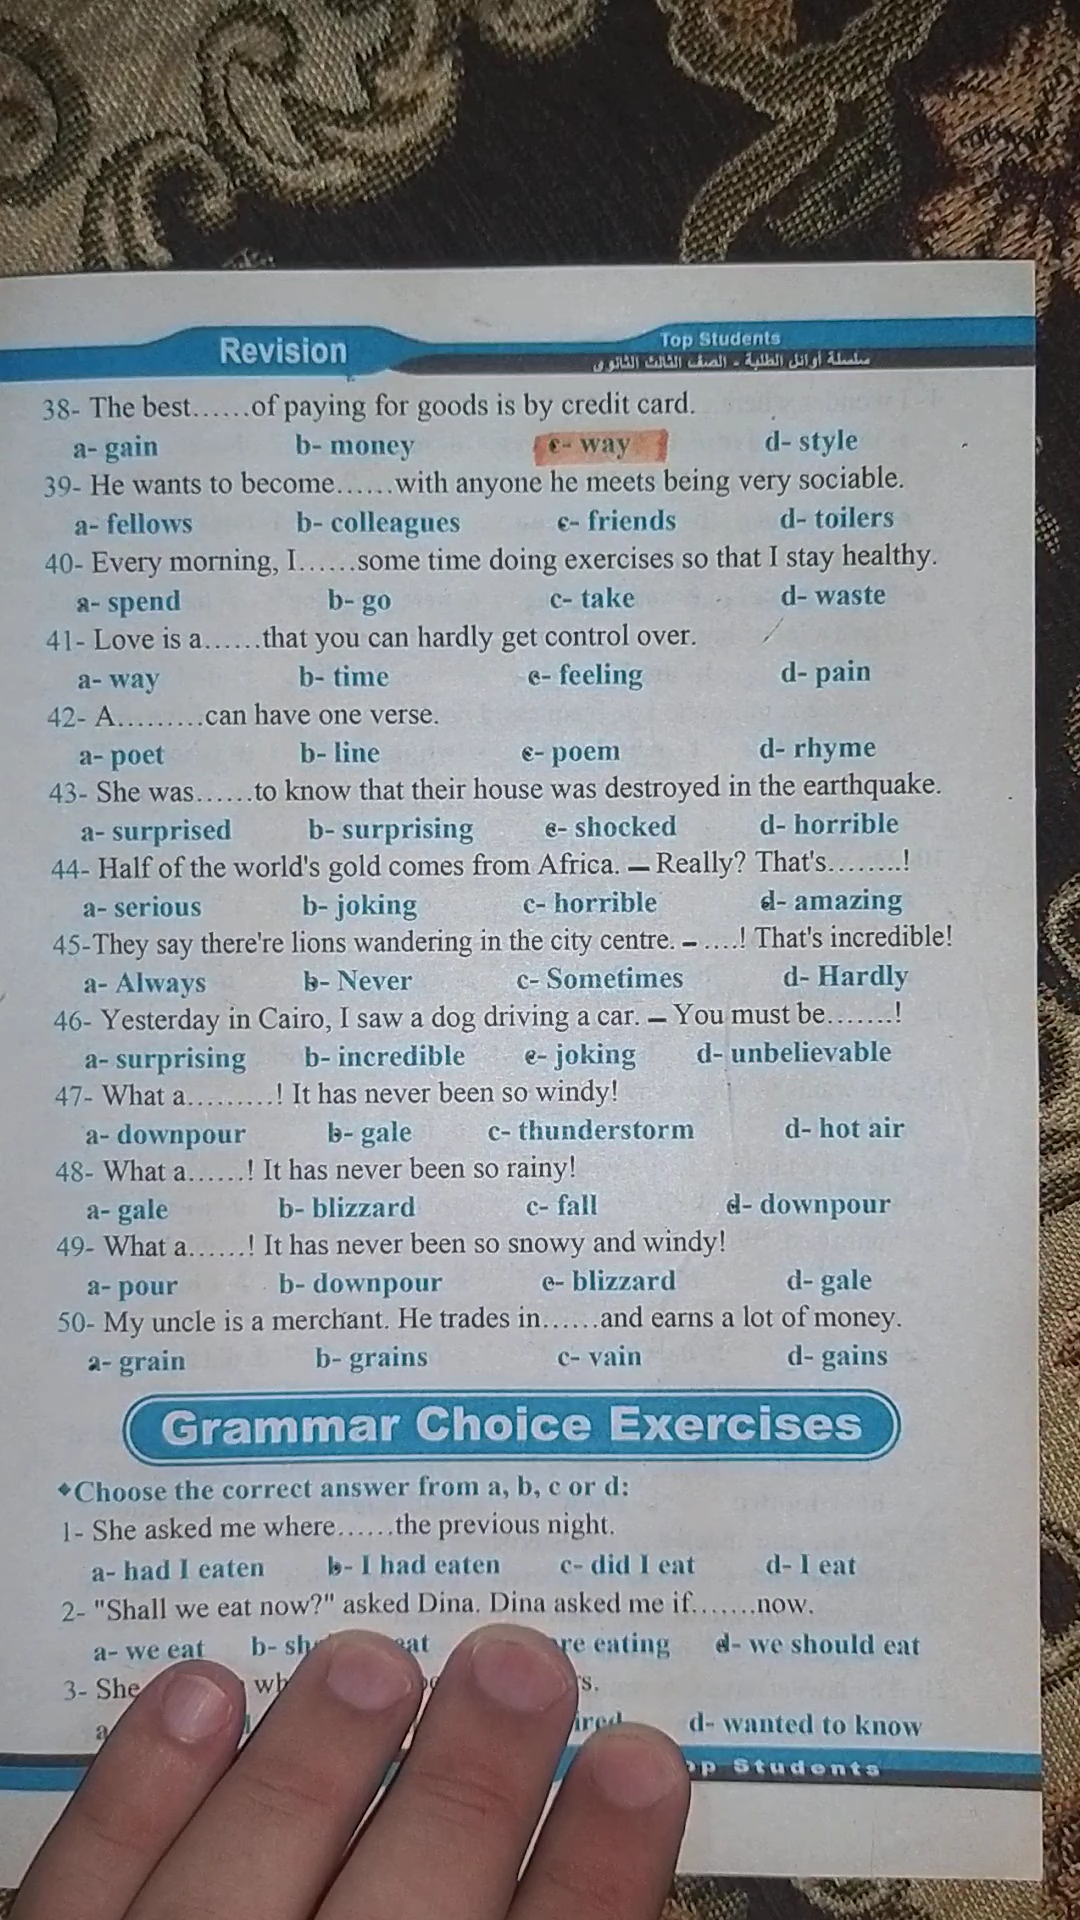 Revision
Top Students
سلسلة أوائل الطلبة - الصف الثالث الثانوى
38- The best......of paying for goods is by credit card.
a- gain b- money c- way d- style
39- He wants to become......with anyone he meets being very sociable.
a- fellows b- colleagues c- friends d- toilers
40- Every morning, I......some time doing exercises so that I stay healthy.
a- spend b- go c- take d- waste
41- Love is a......that you can hardly get control over.
a- way b- time c- feeling d- pain
42- A.........can have one verse.
a- poet b- line c- poem d- rhyme
43- She was......to know that their house was destroyed in the earthquake.
a- surprised b- surprising c- shocked d- horrible
44- Half of the world's gold comes from Africa. – Really? That's........!
a- serious b- joking c- horrible d- amazing
45-They say there're lions wandering in the city centre. – ....! That's incredible!
a- Always b- Never c- Sometimes d- Hardly
46- Yesterday in Cairo, I saw a dog driving a car. – You must be.......!
a- surprising b- incredible c- joking d- unbelievable
47- What a.........! It has never been so windy!
a- downpour b- gale c- thunderstorm d- hot air
48- What a......! It has never been so rainy!
a- gale b- blizzard c- fall d- downpour
49- What a......! It has never been so snowy and windy!
a- pour b- downpour c- blizzard d- gale
50- My uncle is a merchant. He trades in......and earns a lot of money.
a- grain b- grains c- vain d- gains
Grammar Choice Exercises
◆Choose the correct answer from a, b, c or d:
1- She asked me where......the previous night.
a- had I eaten b- I had eaten c- did I eat d- I eat
2- "Shall we eat now?" asked Dina. Dina asked me if.......now.
a- we eat b- eating d- we should eat
3- She
d- wanted to know
Students